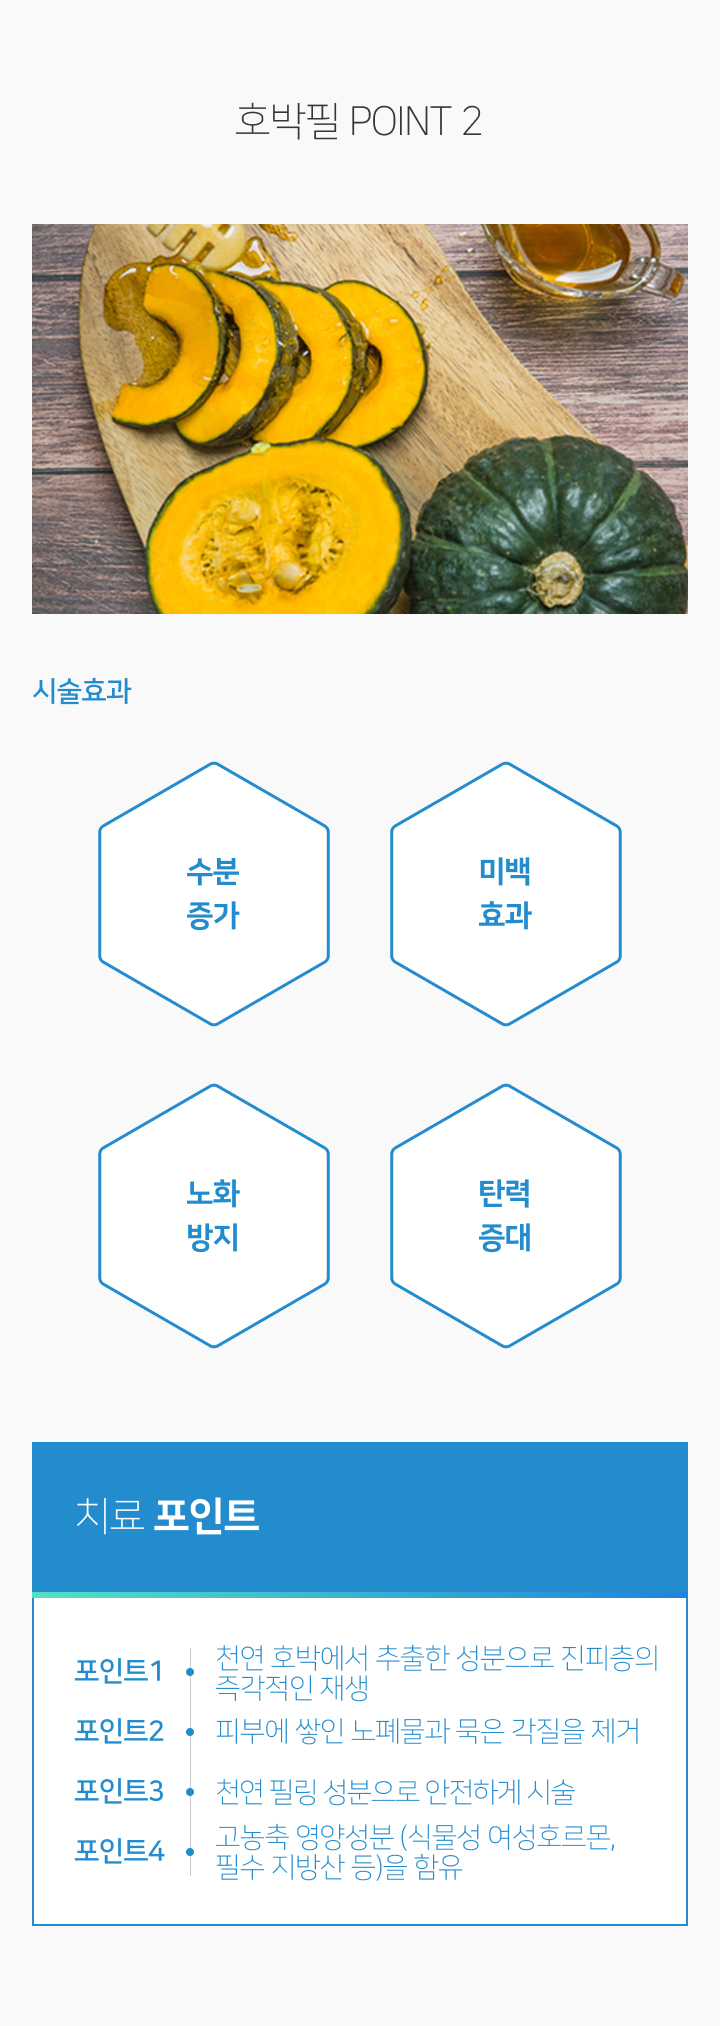 호박필 POINT 2
시술효과
수분
증가
미백
효과
노화
방지
탄력
증대
치료 포인트
포인트1
천연 호박에서 추출한 성분으로 진피층의
즉각적인 재생
포인트2
피부에 쌓인 노폐물과 묵은 각질을 제거
포인트3
천연 필링 성분으로 안전하게 시술
포인트4
고농축 영양성분 (식물성 여성호르몬,
필수 지방산 등)을 함유